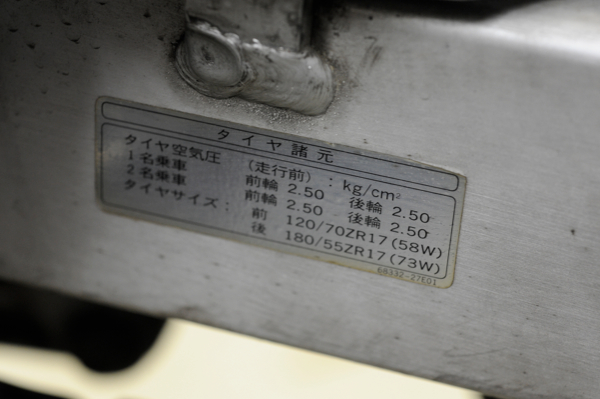 タイヤ諸元
タイヤ空気圧 (走行前) : kg/cm²
1名乗車 前輪 2.50 後輪 2.50
2名乗車 前輪 2.50 後輪 2.50
タイヤサイズ: 前 120/70ZR17 (58W)
後 180/55ZR17 (73W)
68332-27E01